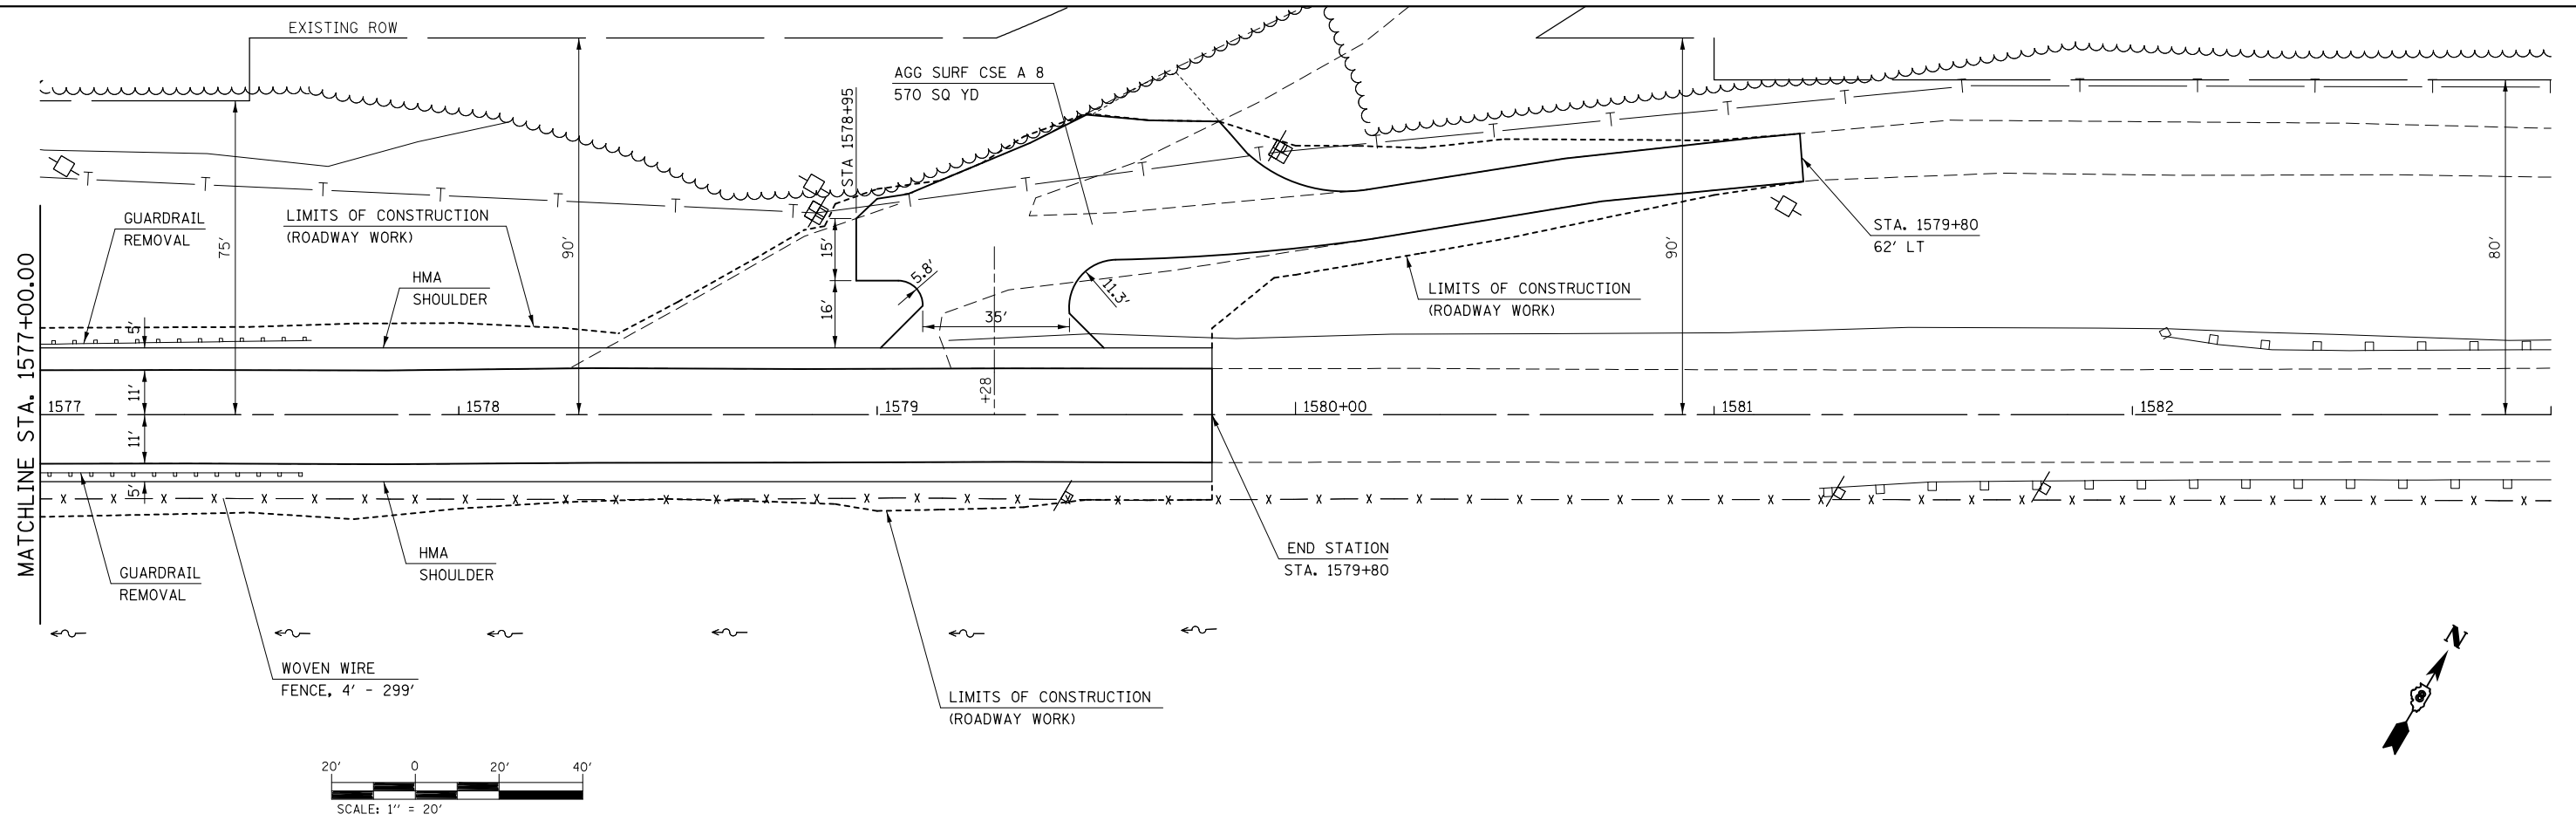 EXISTING ROW
AGG SURF CSE A 8
570 SQ YD
STA 1578+95
GUARDRAIL
REMOVAL
LIMITS OF CONSTRUCTION
(ROADWAY WORK)
75'
90'
15'
5.8'
11.3'
90'
STA. 1579+80
62' LT
80'
HMA
SHOULDER
LIMITS OF CONSTRUCTION
(ROADWAY WORK)
MATCHLINE STA. 1577+00.00
5'
16'
35'
11'
+28
1577
1578
1579
1580+00
1581
1582
11'
5'
HMA
SHOULDER
END STATION
STA. 1579+80
GUARDRAIL
REMOVAL
WOVEN WIRE
FENCE, 4' - 299'
LIMITS OF CONSTRUCTION
(ROADWAY WORK)
N
20'
0
20'
40'
SCALE: 1'' = 20'